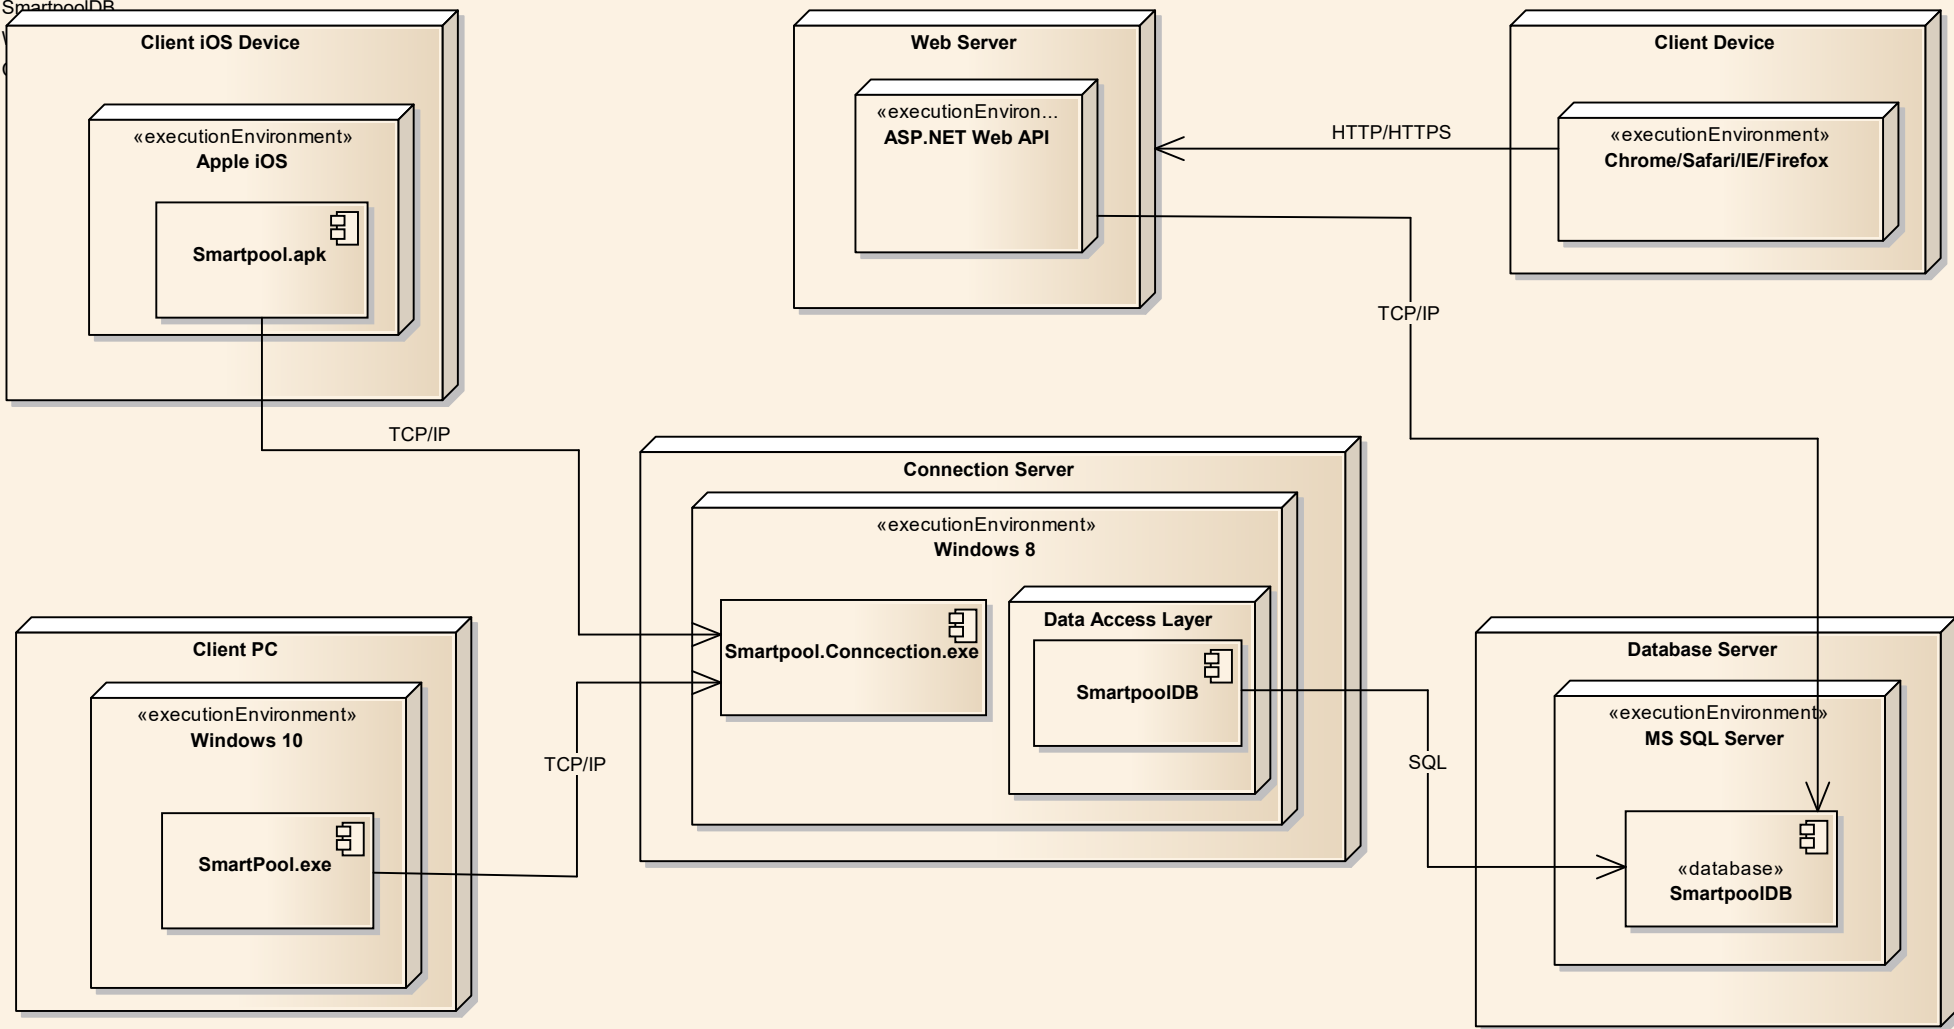 SmartpoolDB
Client iOS Device
«executionEnvironment»
Apple iOS
Smartpool.apk
Web Server
«executionEnviron...
ASP.NET Web API
Client Device
«executionEnvironment»
Chrome/Safari/IE/Firefox
HTTP/HTTPS
TCP/IP
TCP/IP
Connection Server
«executionEnvironment»
Windows 8
Smartpool.Conncection.exe
Data Access Layer
SmartpoolDB
Client PC
«executionEnvironment»
Windows 10
SmartPool.exe
TCP/IP
SQL
Database Server
«executionEnvironment»
MS SQL Server
«database»
SmartpoolDB